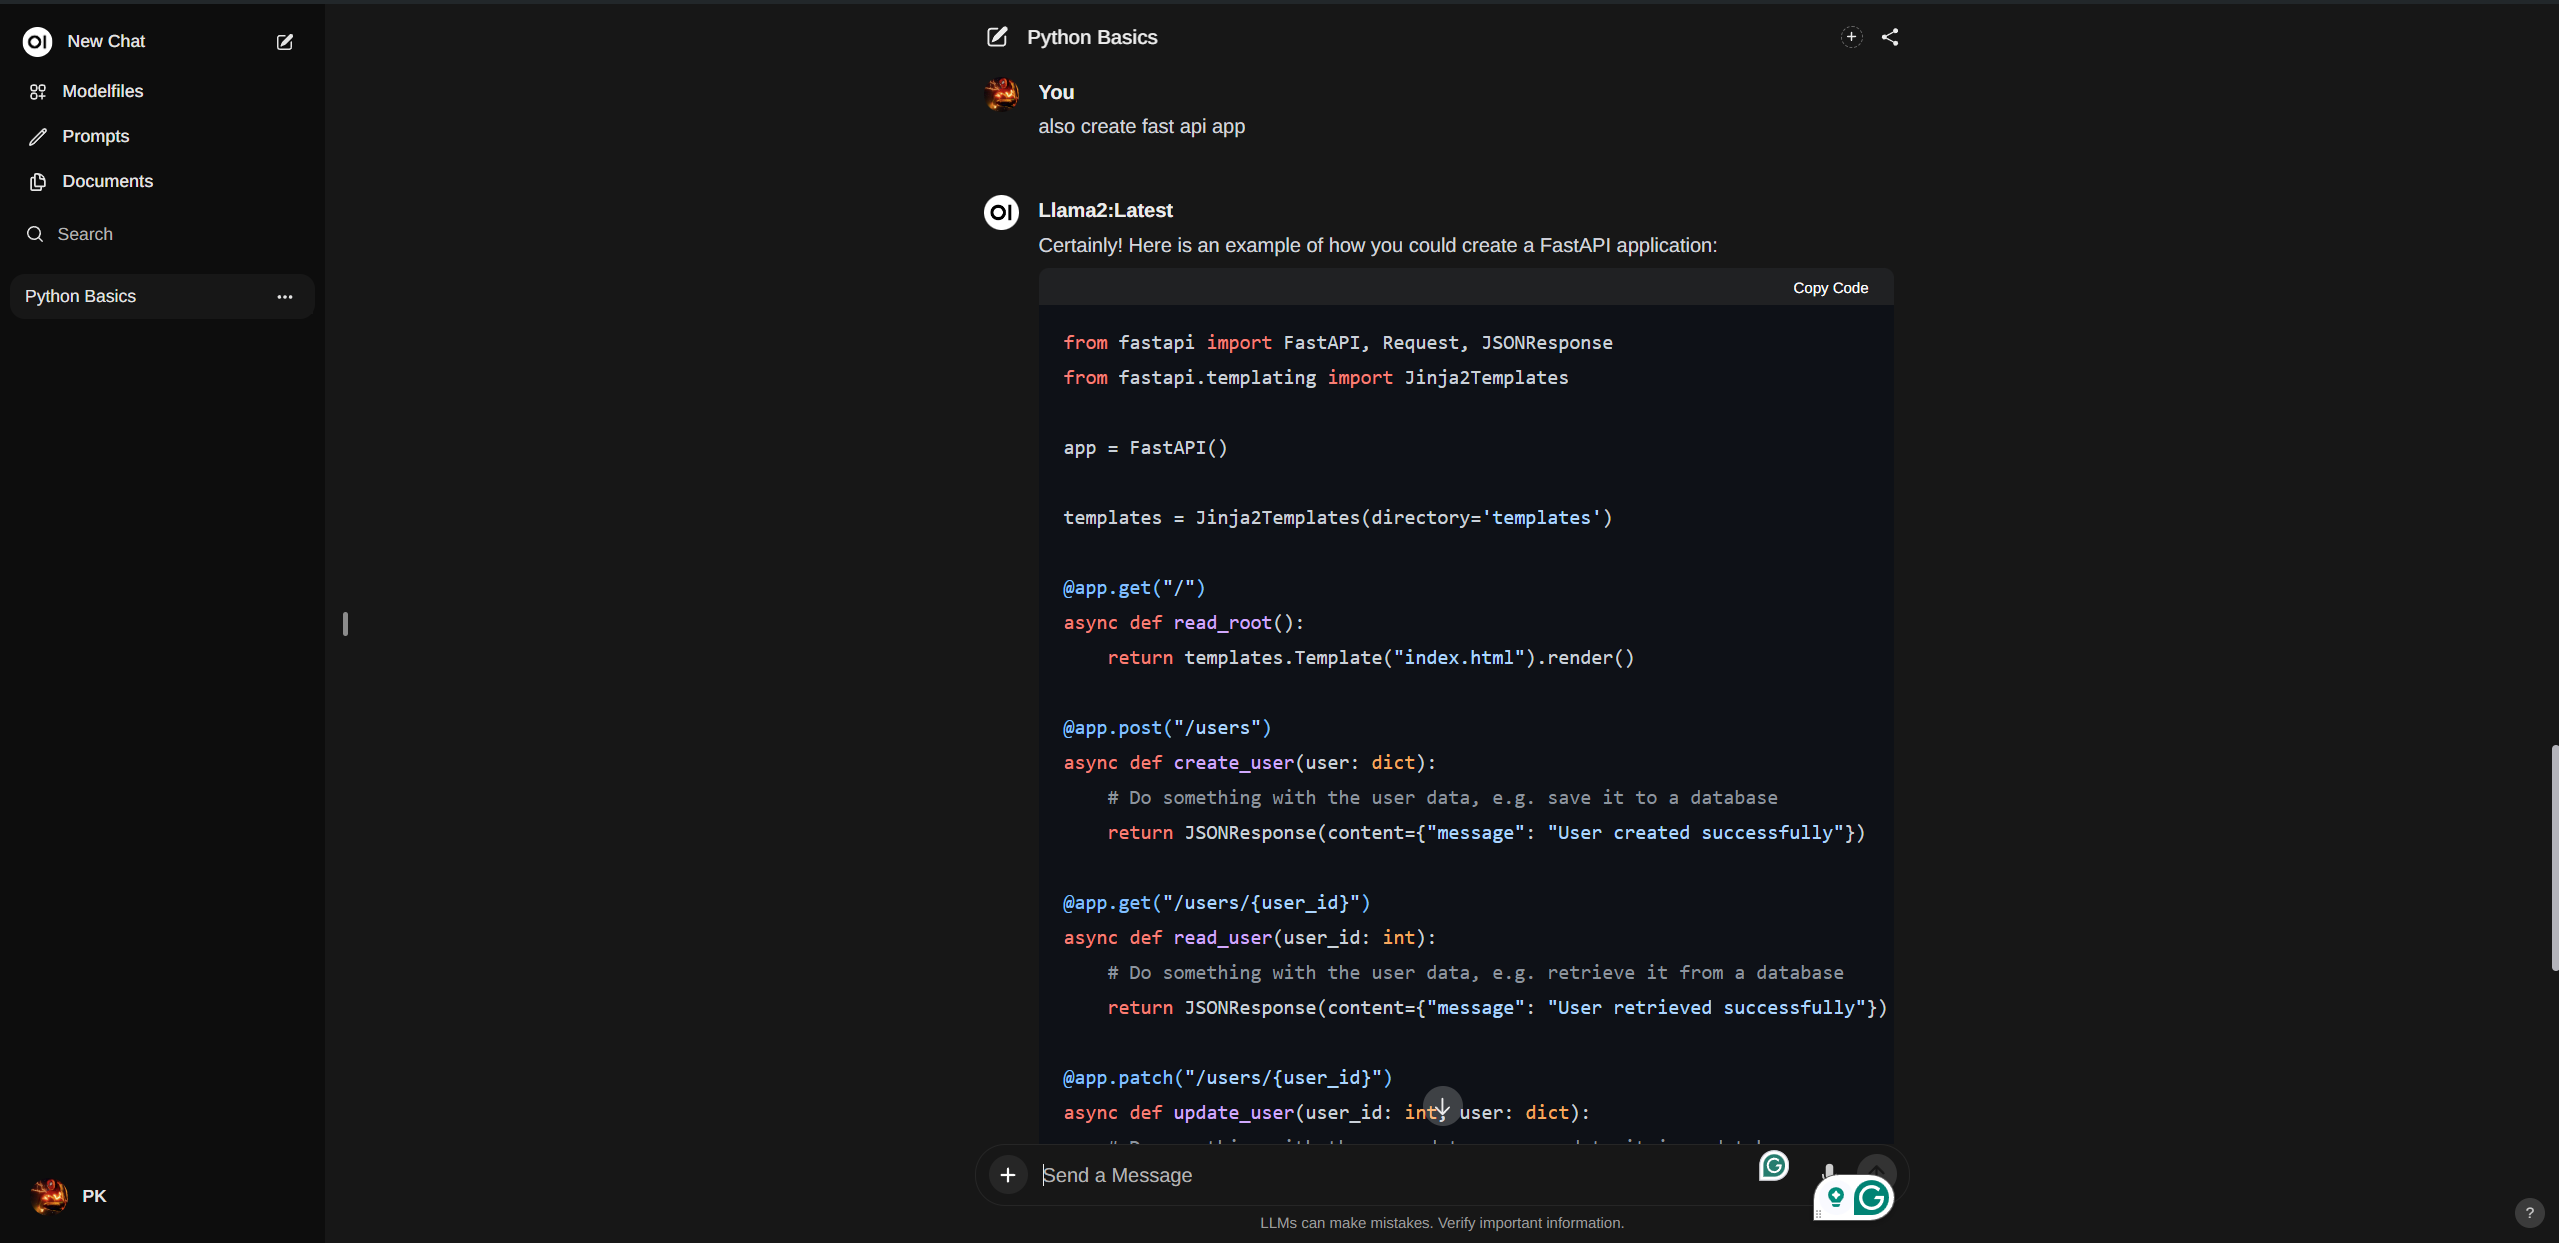 New Chat
Modelfiles
Prompts
Documents
Search
Python Basics
PK
Python Basics
You
also create fast api app
OI
Llama2:Latest
Certainly! Here is an example of how you could create a FastAPI application:
Copy Code
from fastapi import FastAPI, Request, JSONResponse
from fastapi.templating import Jinja2Templates
app = FastAPI()
templates = Jinja2Templates(directory='templates')
@app.get("/")
async def read_root():
    return templates.Template("index.html").render()
@app.post("/users")
async def create_user(user: dict):
    # Do something with the user data, e.g. save it to a database
    return JSONResponse(content={"message": "User created successfully"})
@app.get("/users/{user_id}")
async def read_user(user_id: int):
    # Do something with the user data, e.g. retrieve it from a database
    return JSONResponse(content={"message": "User retrieved successfully"})
@app.patch("/users/{user_id}")
async def update_user(user_id: int, user: dict):
Send a Message
LLMs can make mistakes. Verify important information.
?